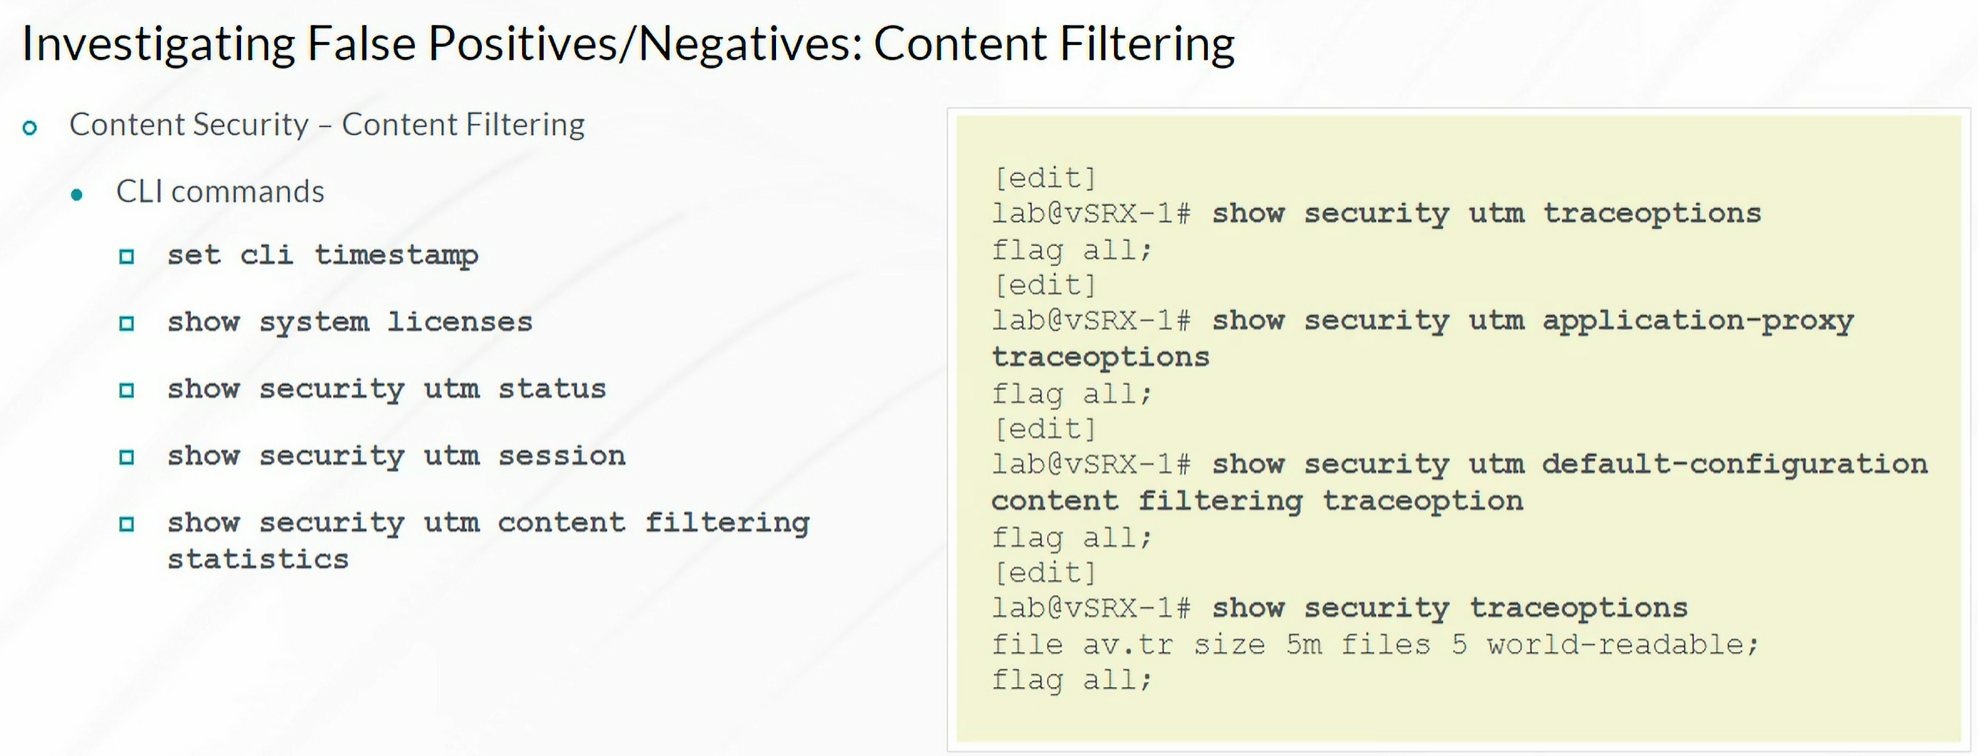 Investigating False Positives/Negatives: Content Filtering
Content Security – Content Filtering
CLI commands
set cli timestamp
show system licenses
show security utm status
show security utm session
show security utm content filtering
statistics
[edit]
lab@vSRX-1# show security utm traceoptions
flag all;
[edit]
lab@vSRX-1# show security utm application-proxy
traceoptions
flag all;
[edit]
lab@vSRX-1# show security utm default-configuration
content filtering traceoption
flag all;
[edit]
lab@vSRX-1# show security traceoptions
file av.tr size 5m files 5 world-readable;
flag all;